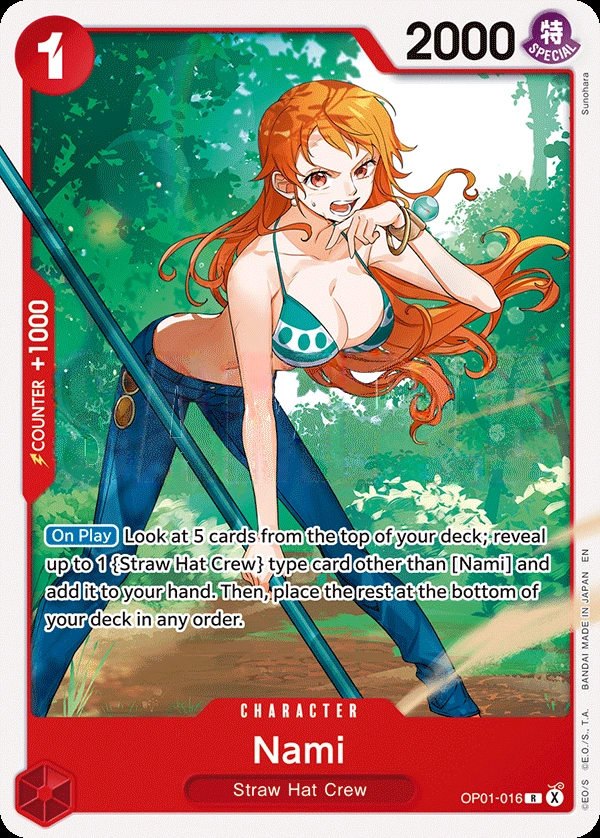 1
2000
特
SPECIAL
Sunohara
COUNTER +1000
SAMPLE
On Play Look at 5 cards from the top of your deck; reveal
up to 1 {Straw Hat Crew} type card other than [Nami] and
add it to your hand. Then, place the rest at the bottom of
your deck in any order.
CHARACTER
Nami
Straw Hat Crew
OP01-016 R X
©EO/S ©E.O./S., T.A. BANDAI MADE IN JAPAN EN